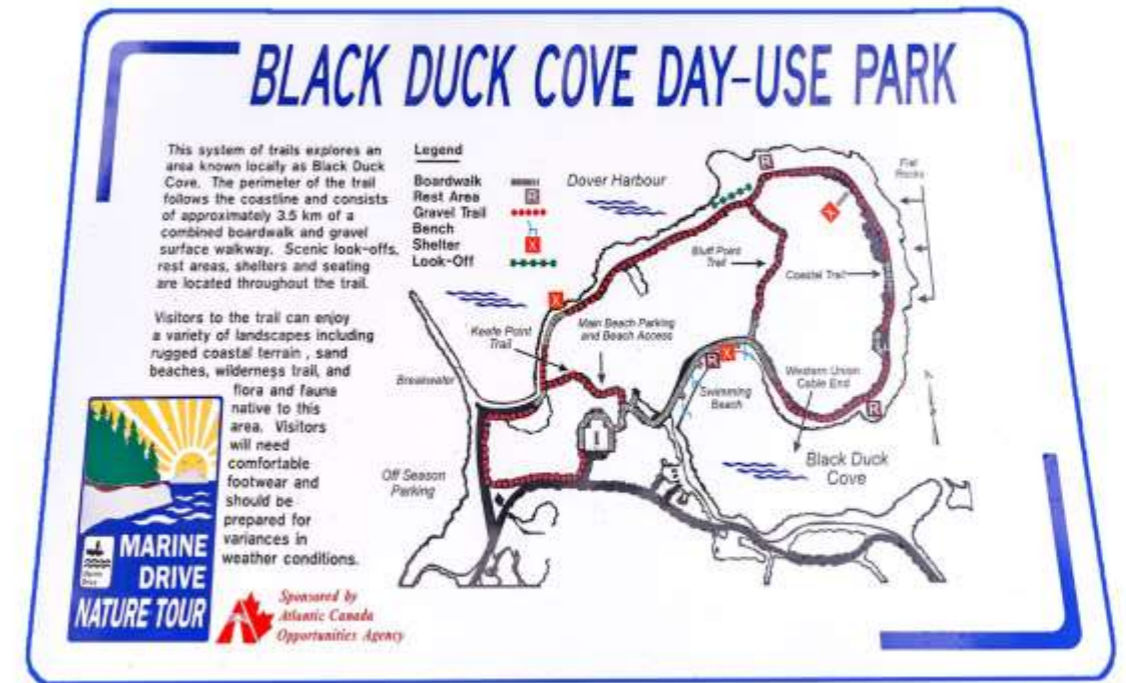 BLACK DUCK COVE DAY-USE PARK
This system of trails explores an
area known locally as Black Duck
Cove. The perimeter of the trail
follows the coastline and consists
of approximately 3.5 km of a
combined boardwalk and gravel
surface walkway. Scenic look-offs,
rest areas, shelters and seating
are located throughout the trail.
Visitors to the trail can enjoy
a variety of landscapes including
rugged coastal terrain , sand
beaches, wilderness trail, and
flora and fauna
native to this
area. Visitors
will need
comfortable
footwear and
should be
prepared for
variances in
weather conditions.
Legend
Boardwalk
Rest Area R
Gravel Trail
Bench
Shelter X
Look-Off
Dover Harbour
R
Flat
Rocks
X
Bluff Point
Trail
Coastal Trail
X
Keefe Point
Trail
Main Beach Parking
and Beach Access
Breakwater
R X
Swimming
Beach
Western Union
Cable End
R
Black Duck
Cove
Off Season
Parking
MARINE
DRIVE
NATURE TOUR
Sponsored by
Atlantic Canada
Opportunities Agency